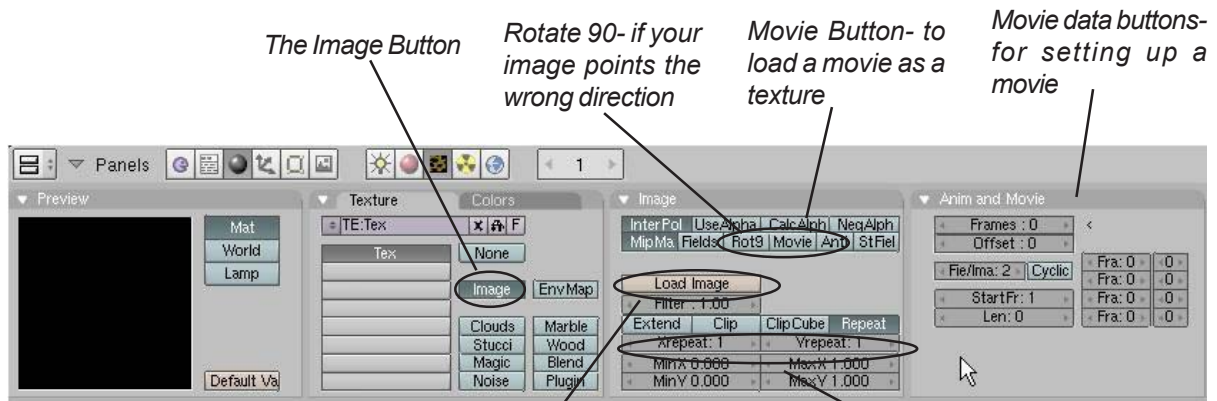 The Image Button
Rotate 90- if your
image points the
wrong direction
Movie Button- to
load a movie as a
texture
Movie data buttons-
for setting up a
movie
Panels
1
Preview
Mat
World
Lamp
Default Va
Texture
Colors
TE:Tex
X
F
Tex
None
Image
EnvMap
Clouds
Marble
Stucci
Wood
Magic
Blend
Noise
Plugin
Image
InterPol
UseAlpha
CalcAlph
NegAlph
MipMa
Fields
Rot9
Movie
Anti
StFiel
Load Image
Filter : 1.00
Extend
Clip
ClipCube
Repeat
Xrepeat: 1
Yrepeat: 1
MinX 0.000
MaxX 1.000
MinY 0.000
MaxY 1.000
Anim and Movie
Frames : 0
<
Offset : 0
Fie/Ima: 2
Cyclic
StartFr: 1
Len: 0
Fra: 0
0
Fra: 0
0
Fra: 0
0
Fra: 0
0